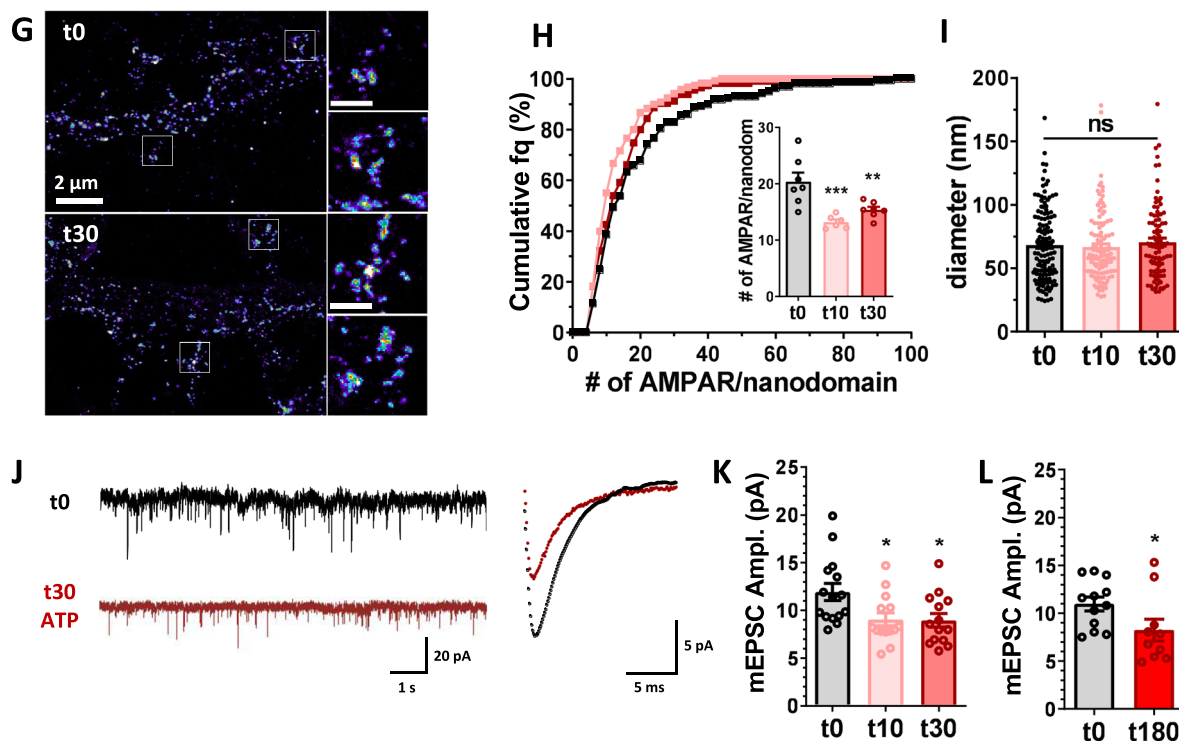 G
t0
2 µm
t30
H
Cumulative fq (%)
100
80
60
40
20
0
0 20 40 60 80 100
# of AMPAR/nanodomain
# of AMPAR/nanodom
30
20
10
0
*** **
t0 t10 t30
I
diameter (nm)
200
150
100
50
0
ns
t0 t10 t30
J
t0
t30
ATP
20 pA
1 s
5 pA
5 ms
K
mEPSC Ampl. (pA)
25
20
15
10
5
0
* *
t0 t10 t30
L
mEPSC Ampl. (pA)
25
20
15
10
5
0
*
t0 t180